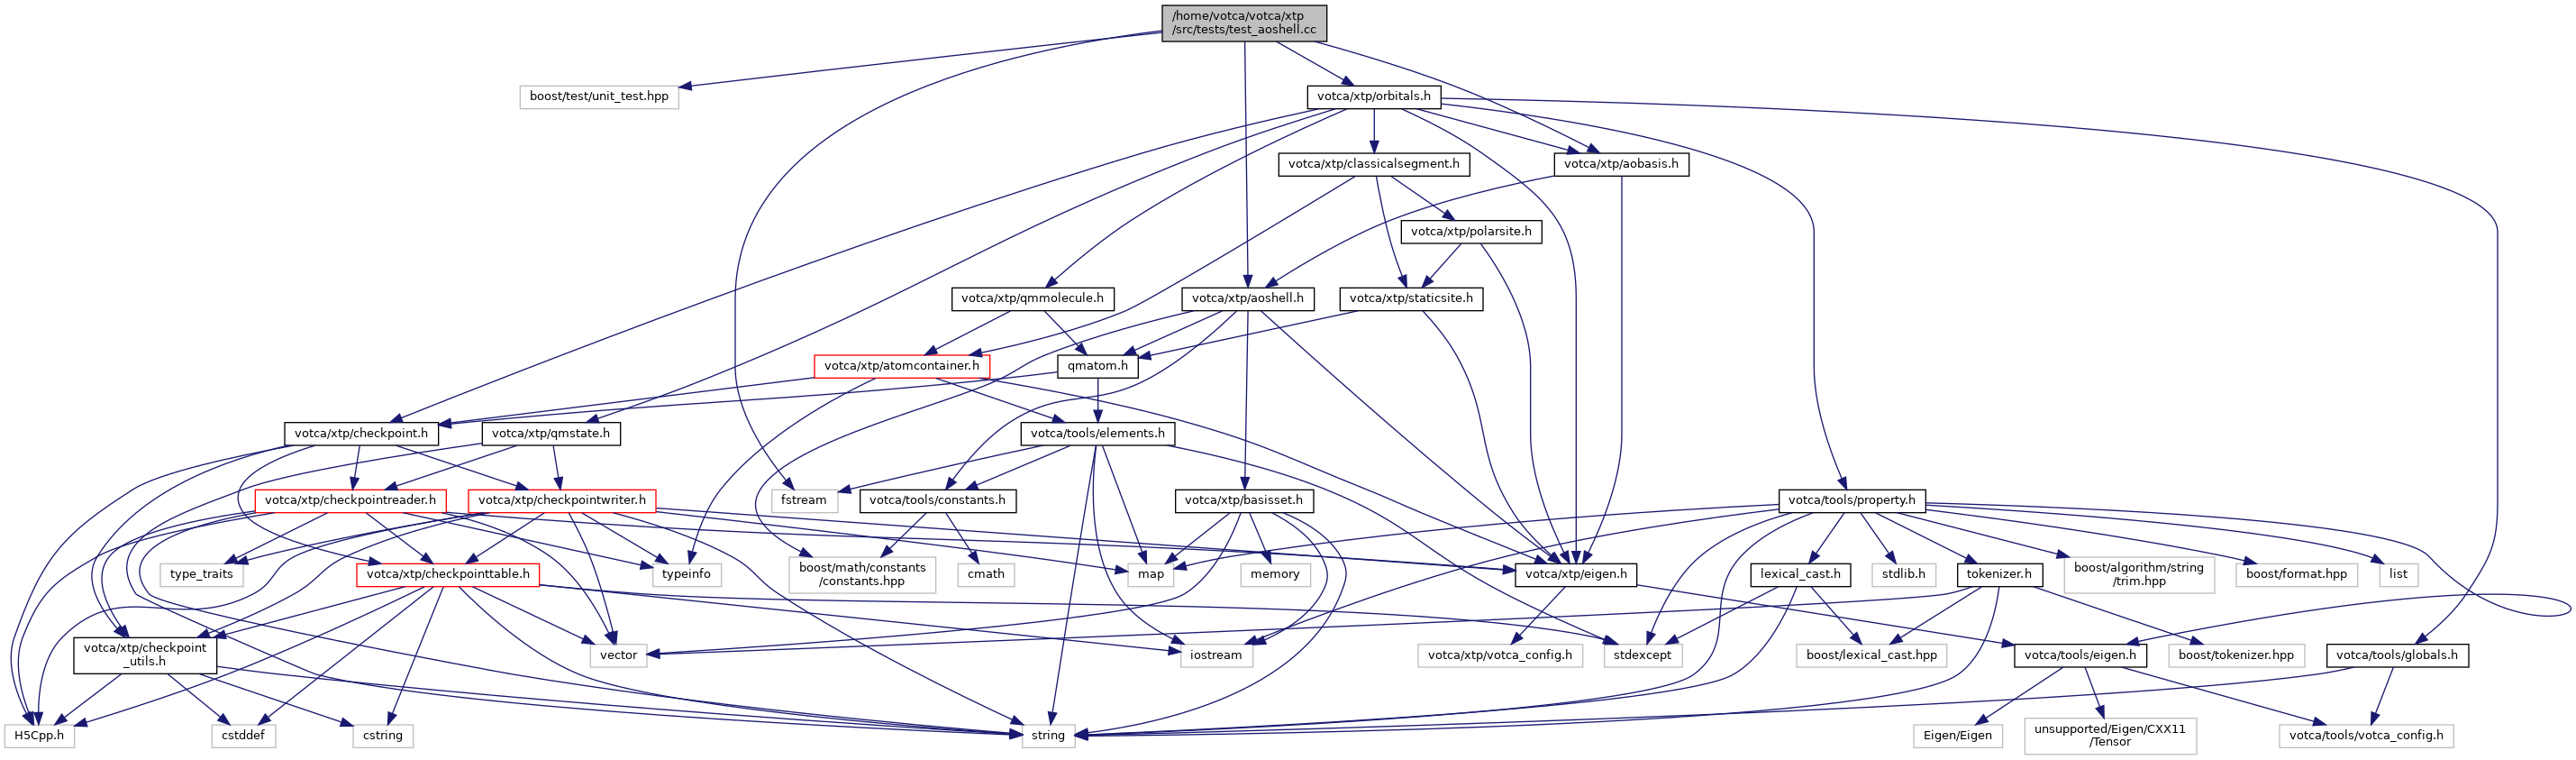 /home/votca/votca/xtp
/src/tests/test_aoshell.cc
boost/test/unit_test.hpp
votca/xtp/orbitals.h
votca/xtp/classicalsegment.h
votca/xtp/aobasis.h
votca/xtp/polarsite.h
votca/xtp/qmmolecule.h
votca/xtp/aoshell.h
votca/xtp/staticsite.h
votca/xtp/atomcontainer.h
qmatom.h
votca/xtp/checkpoint.h
votca/xtp/qmstate.h
votca/tools/elements.h
votca/xtp/checkpointreader.h
votca/xtp/checkpointwriter.h
fstream
votca/tools/constants.h
votca/xtp/basisset.h
votca/tools/property.h
type_traits
votca/xtp/checkpointtable.h
typeinfo
boost/math/constants
/constants.hpp
cmath
map
memory
votca/xtp/eigen.h
lexical_cast.h
stdlib.h
tokenizer.h
boost/algorithm/string
/trim.hpp
boost/format.hpp
list
votca/xtp/checkpoint
_utils.h
vector
iostream
votca/xtp/votca_config.h
stdexcept
boost/lexical_cast.hpp
votca/tools/eigen.h
boost/tokenizer.hpp
votca/tools/globals.h
H5Cpp.h
cstddef
cstring
string
Eigen/Eigen
unsupported/Eigen/CXX11
/Tensor
votca/tools/votca_config.h